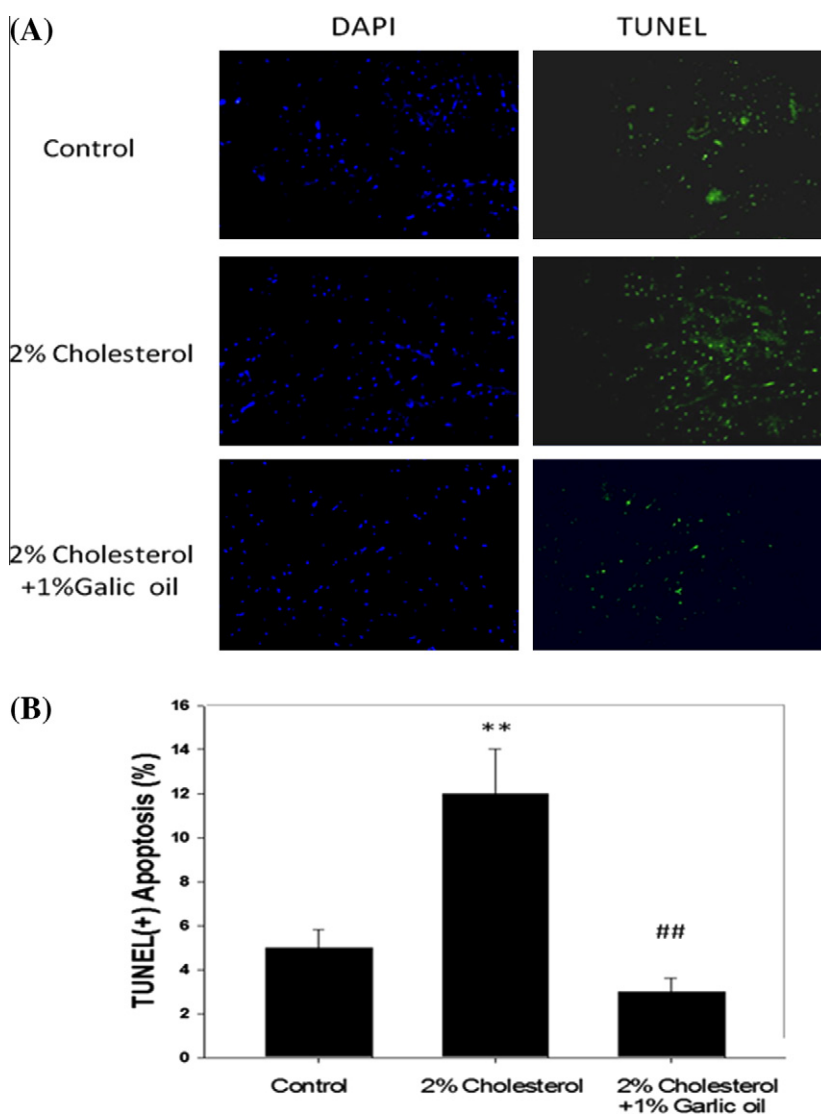 (A)
DAPI
TUNEL
Control
2% Cholesterol
2% Cholesterol
+1%Galic oil
(B)
TUNEL(+) Apoptosis (%)
16
14
12
10
8
6
4
2
0
**
##
Control
2% Cholesterol
2% Cholesterol
+1% Garlic oil